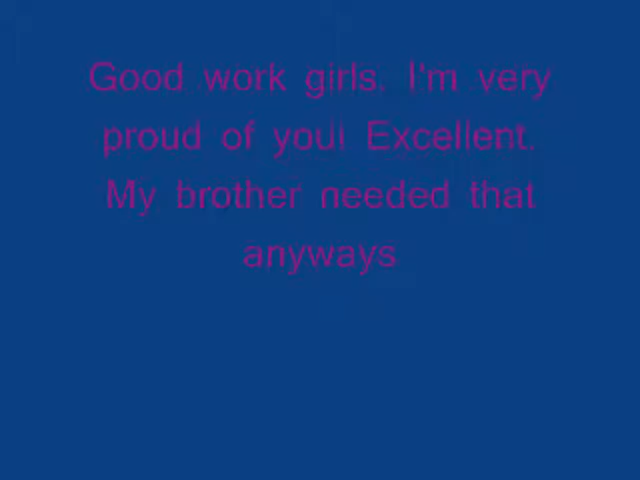 Good work girls. I'm very
proud of you! Excellent.
My brother needed that
anyways